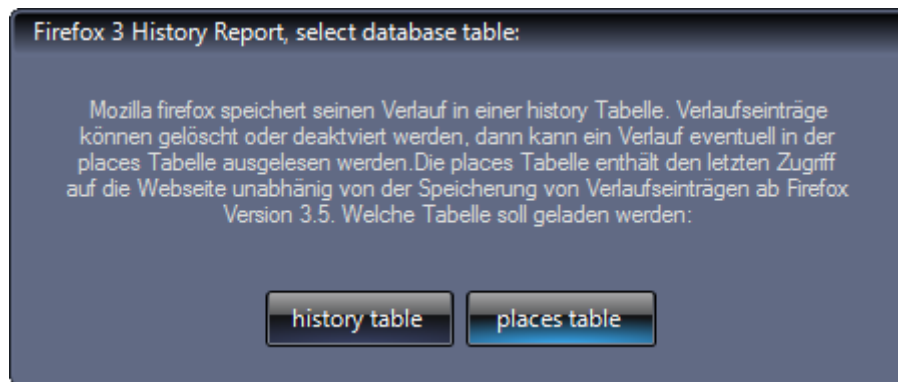 Firefox 3 History Report, select database table:
Mozilla firefox speichert seinen Verlauf in einer history Tabelle. Verlaufseinträge
können gelöscht oder deaktviert werden, dann kann ein Verlauf eventuell in der
places Tabelle ausgelesen werden.Die places Tabelle enthält den letzten Zugriff
auf die Webseite unabhänig von der Speicherung von Verlaufseinträgen ab Firefox
Version 3.5. Welche Tabelle soll geladen werden:
history table
places table